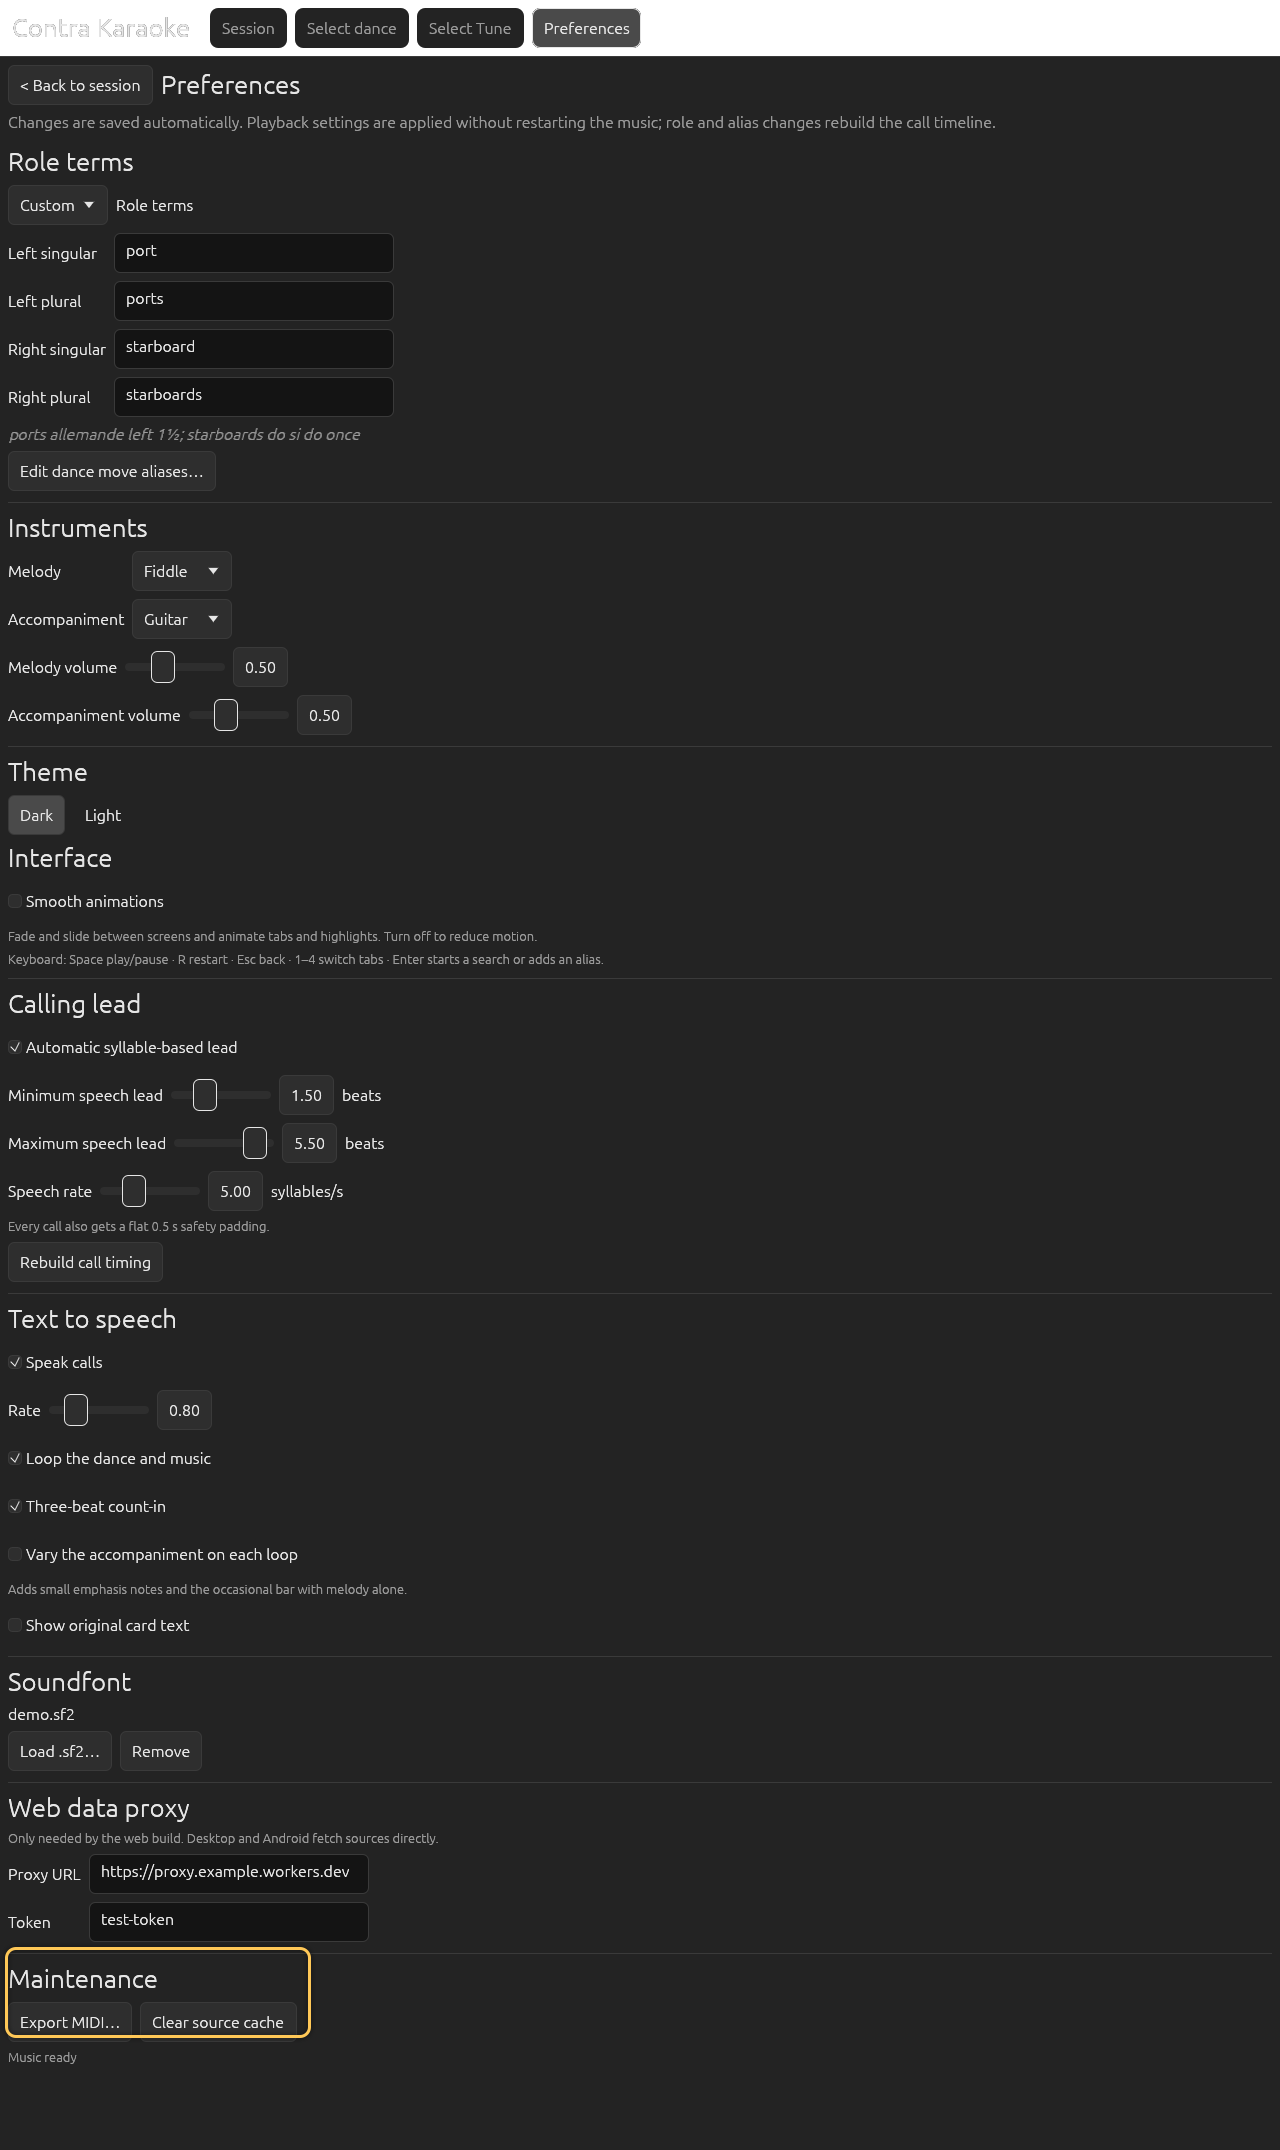 Contra Karaoke
Session
Select dance
Select Tune
Preferences
< Back to session
Preferences
Changes are saved automatically. Playback settings are applied without restarting the music; role and alias changes rebuild the call timeline.
Role terms
Custom
Role terms
Left singular
port
Left plural
ports
Right singular
starboard
Right plural
starboards
ports allemande left 1½; starboards do si do once
Edit dance move aliases…
Instruments
Melody
Fiddle
Accompaniment
Guitar
Melody volume
0.50
Accompaniment volume
0.50
Theme
Dark
Light
Interface
Smooth animations
Fade and slide between screens and animate tabs and highlights. Turn off to reduce motion.
Keyboard: Space play/pause · R restart · Esc back · 1–4 switch tabs · Enter starts a search or adds an alias.
Calling lead
Automatic syllable-based lead
Minimum speech lead
1.50
beats
Maximum speech lead
5.50
beats
Speech rate
5.00
syllables/s
Every call also gets a flat 0.5 s safety padding.
Rebuild call timing
Text to speech
Speak calls
Rate
0.80
Loop the dance and music
Three-beat count-in
Vary the accompaniment on each loop
Adds small emphasis notes and the occasional bar with melody alone.
Show original card text
Soundfont
demo.sf2
Load .sf2…
Remove
Web data proxy
Only needed by the web build. Desktop and Android fetch sources directly.
Proxy URL
https://proxy.example.workers.dev
Token
test-token
Maintenance
Export MIDI…
Clear source cache
Music ready